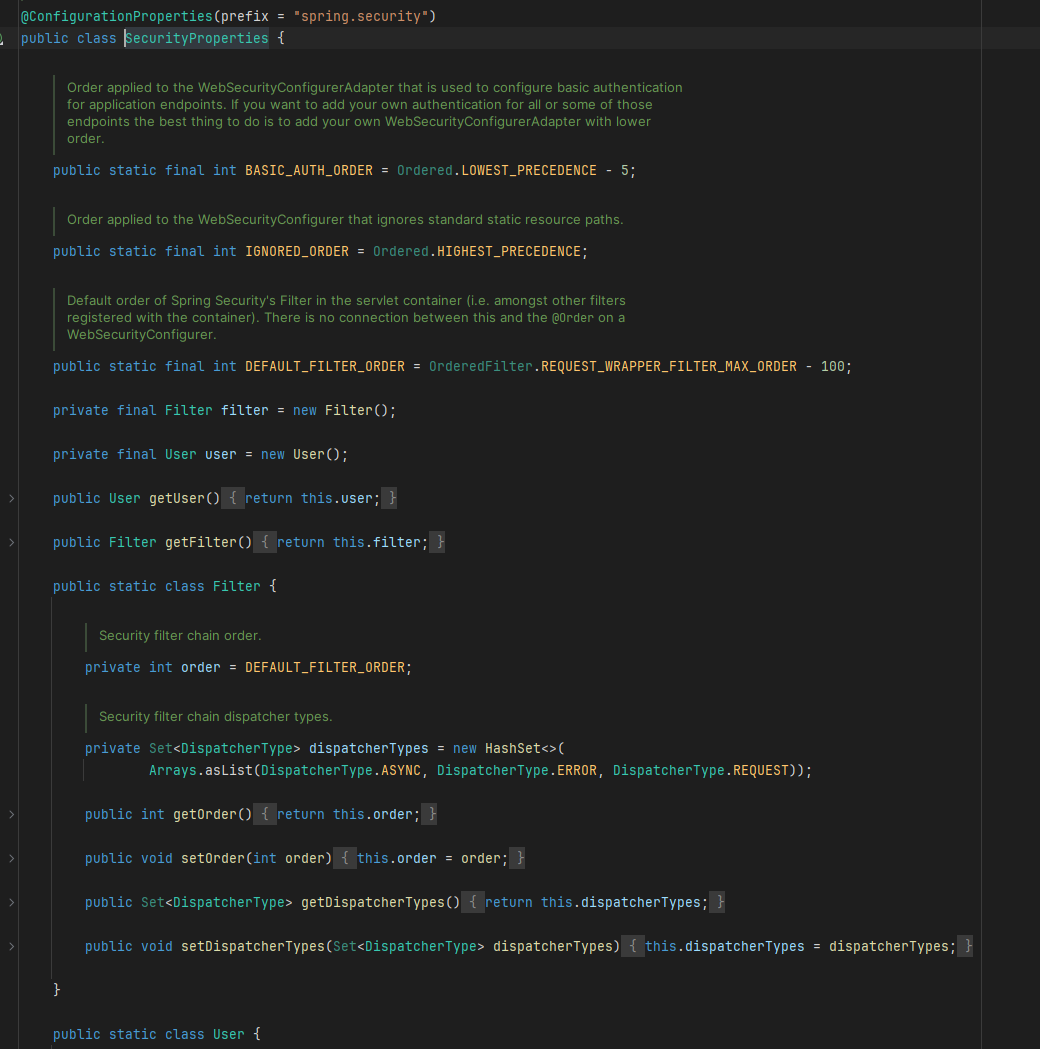 @ConfigurationProperties(prefix = "spring.security")
public class SecurityProperties {
Order applied to the WebSecurityConfigurerAdapter that is used to configure basic authentication
for application endpoints. If you want to add your own authentication for all or some of those
endpoints the best thing to do is to add your own WebSecurityConfigurerAdapter with lower
order.
public static final int BASIC_AUTH_ORDER = Ordered.LOWEST_PRECEDENCE - 5;
Order applied to the WebSecurityConfigurer that ignores standard static resource paths.
public static final int IGNORED_ORDER = Ordered.HIGHEST_PRECEDENCE;
Default order of Spring Security's Filter in the servlet container (i.e. amongst other filters
registered with the container). There is no connection between this and the @Order on a
WebSecurityConfigurer.
public static final int DEFAULT_FILTER_ORDER = OrderedFilter.REQUEST_WRAPPER_FILTER_MAX_ORDER - 100;
private final Filter filter = new Filter();
private final User user = new User();
public User getUser() { return this.user; }
public Filter getFilter() { return this.filter; }
public static class Filter {
Security filter chain order.
private int order = DEFAULT_FILTER_ORDER;
Security filter chain dispatcher types.
private Set<DispatcherType> dispatcherTypes = new HashSet<>(
Arrays.asList(DispatcherType.ASYNC, DispatcherType.ERROR, DispatcherType.REQUEST));
public int getOrder() { return this.order; }
public void setOrder(int order) { this.order = order; }
public Set<DispatcherType> getDispatcherTypes() { return this.dispatcherTypes; }
public void setDispatcherTypes(Set<DispatcherType> dispatcherTypes) { this.dispatcherTypes = dispatcherTypes; }
}
public static class User {